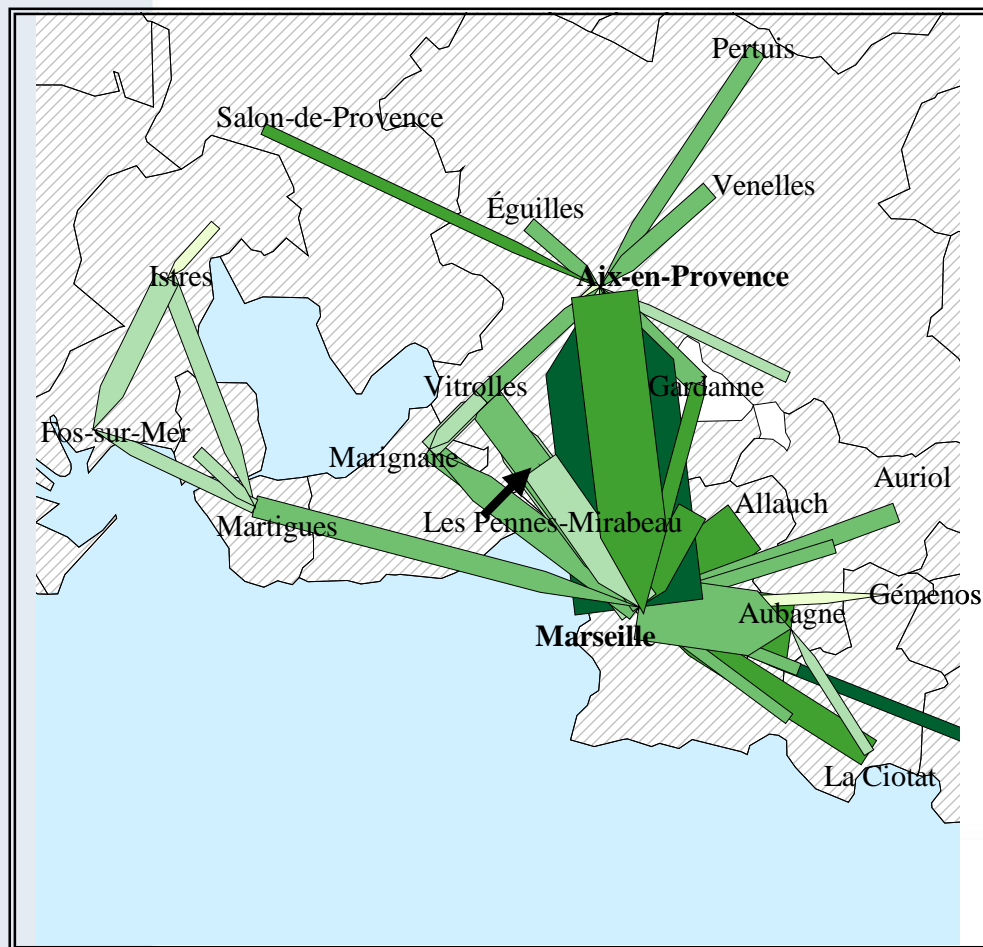 Pertuis
Salon-de-Provence
Venelles
Éguilles
Istres
Aix-en-Provence
Vitrolles
Gardanne
Fos-sur-Mer
Marignane
Auriol
Allauch
Martigues
Les Pennes-Mirabeau
Gémenos
Aubagne
Marseille
La Ciotat